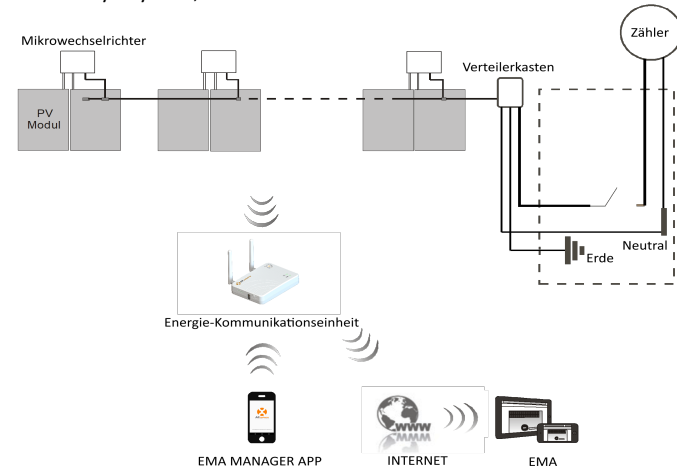 Mikrowechselrichter
Zähler
Verteilerkasten
PV
Modul
Neutral
Erde
Energie-Kommunikationseinheit
WWW
EMA MANAGER APP
INTERNET
EMA